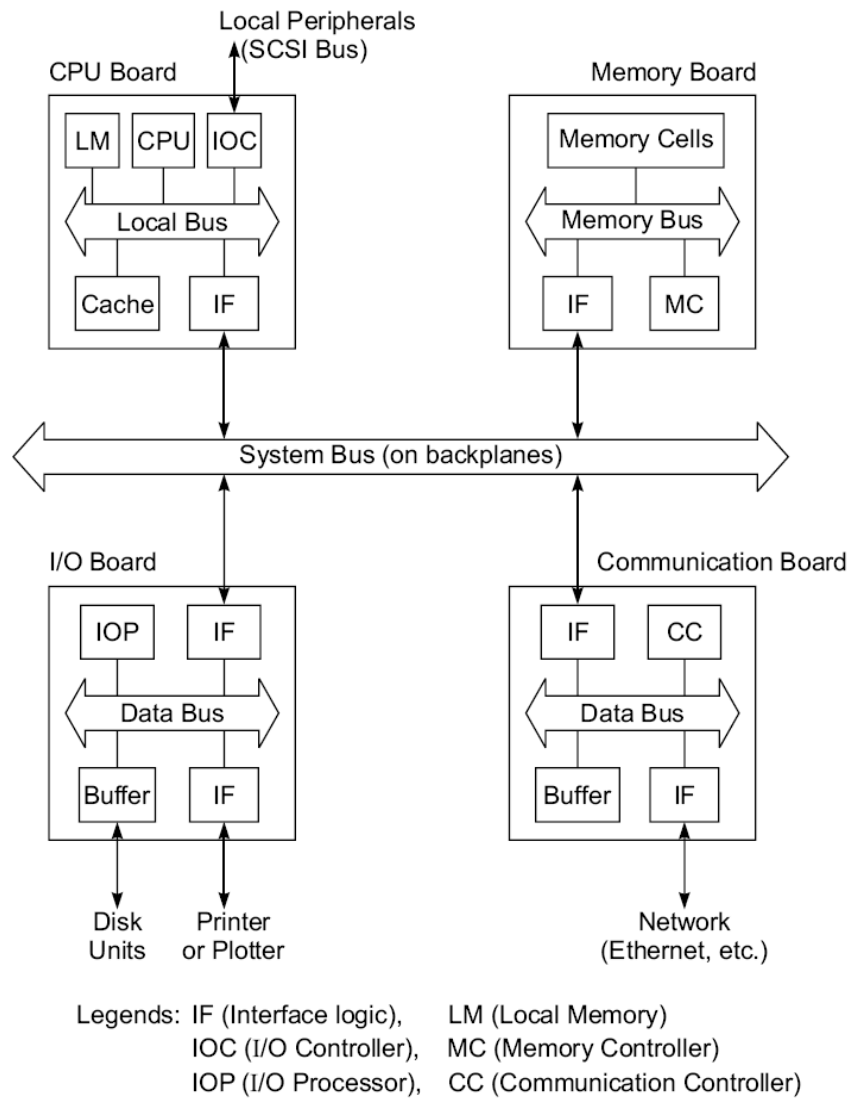 Local Peripherals
(SCSI Bus)
CPU Board
Memory Board
LM
CPU
IOC
Memory Cells
Local Bus
Memory Bus
Cache
IF
IF
MC
System Bus (on backplanes)
I/O Board
Communication Board
IOP
IF
IF
CC
Data Bus
Data Bus
Buffer
IF
Buffer
IF
Disk
Units
Printer
or Plotter
Network
(Ethernet, etc.)
Legends: IF (Interface logic), LM (Local Memory)
IOC (I/O Controller), MC (Memory Controller)
IOP (I/O Processor), CC (Communication Controller)